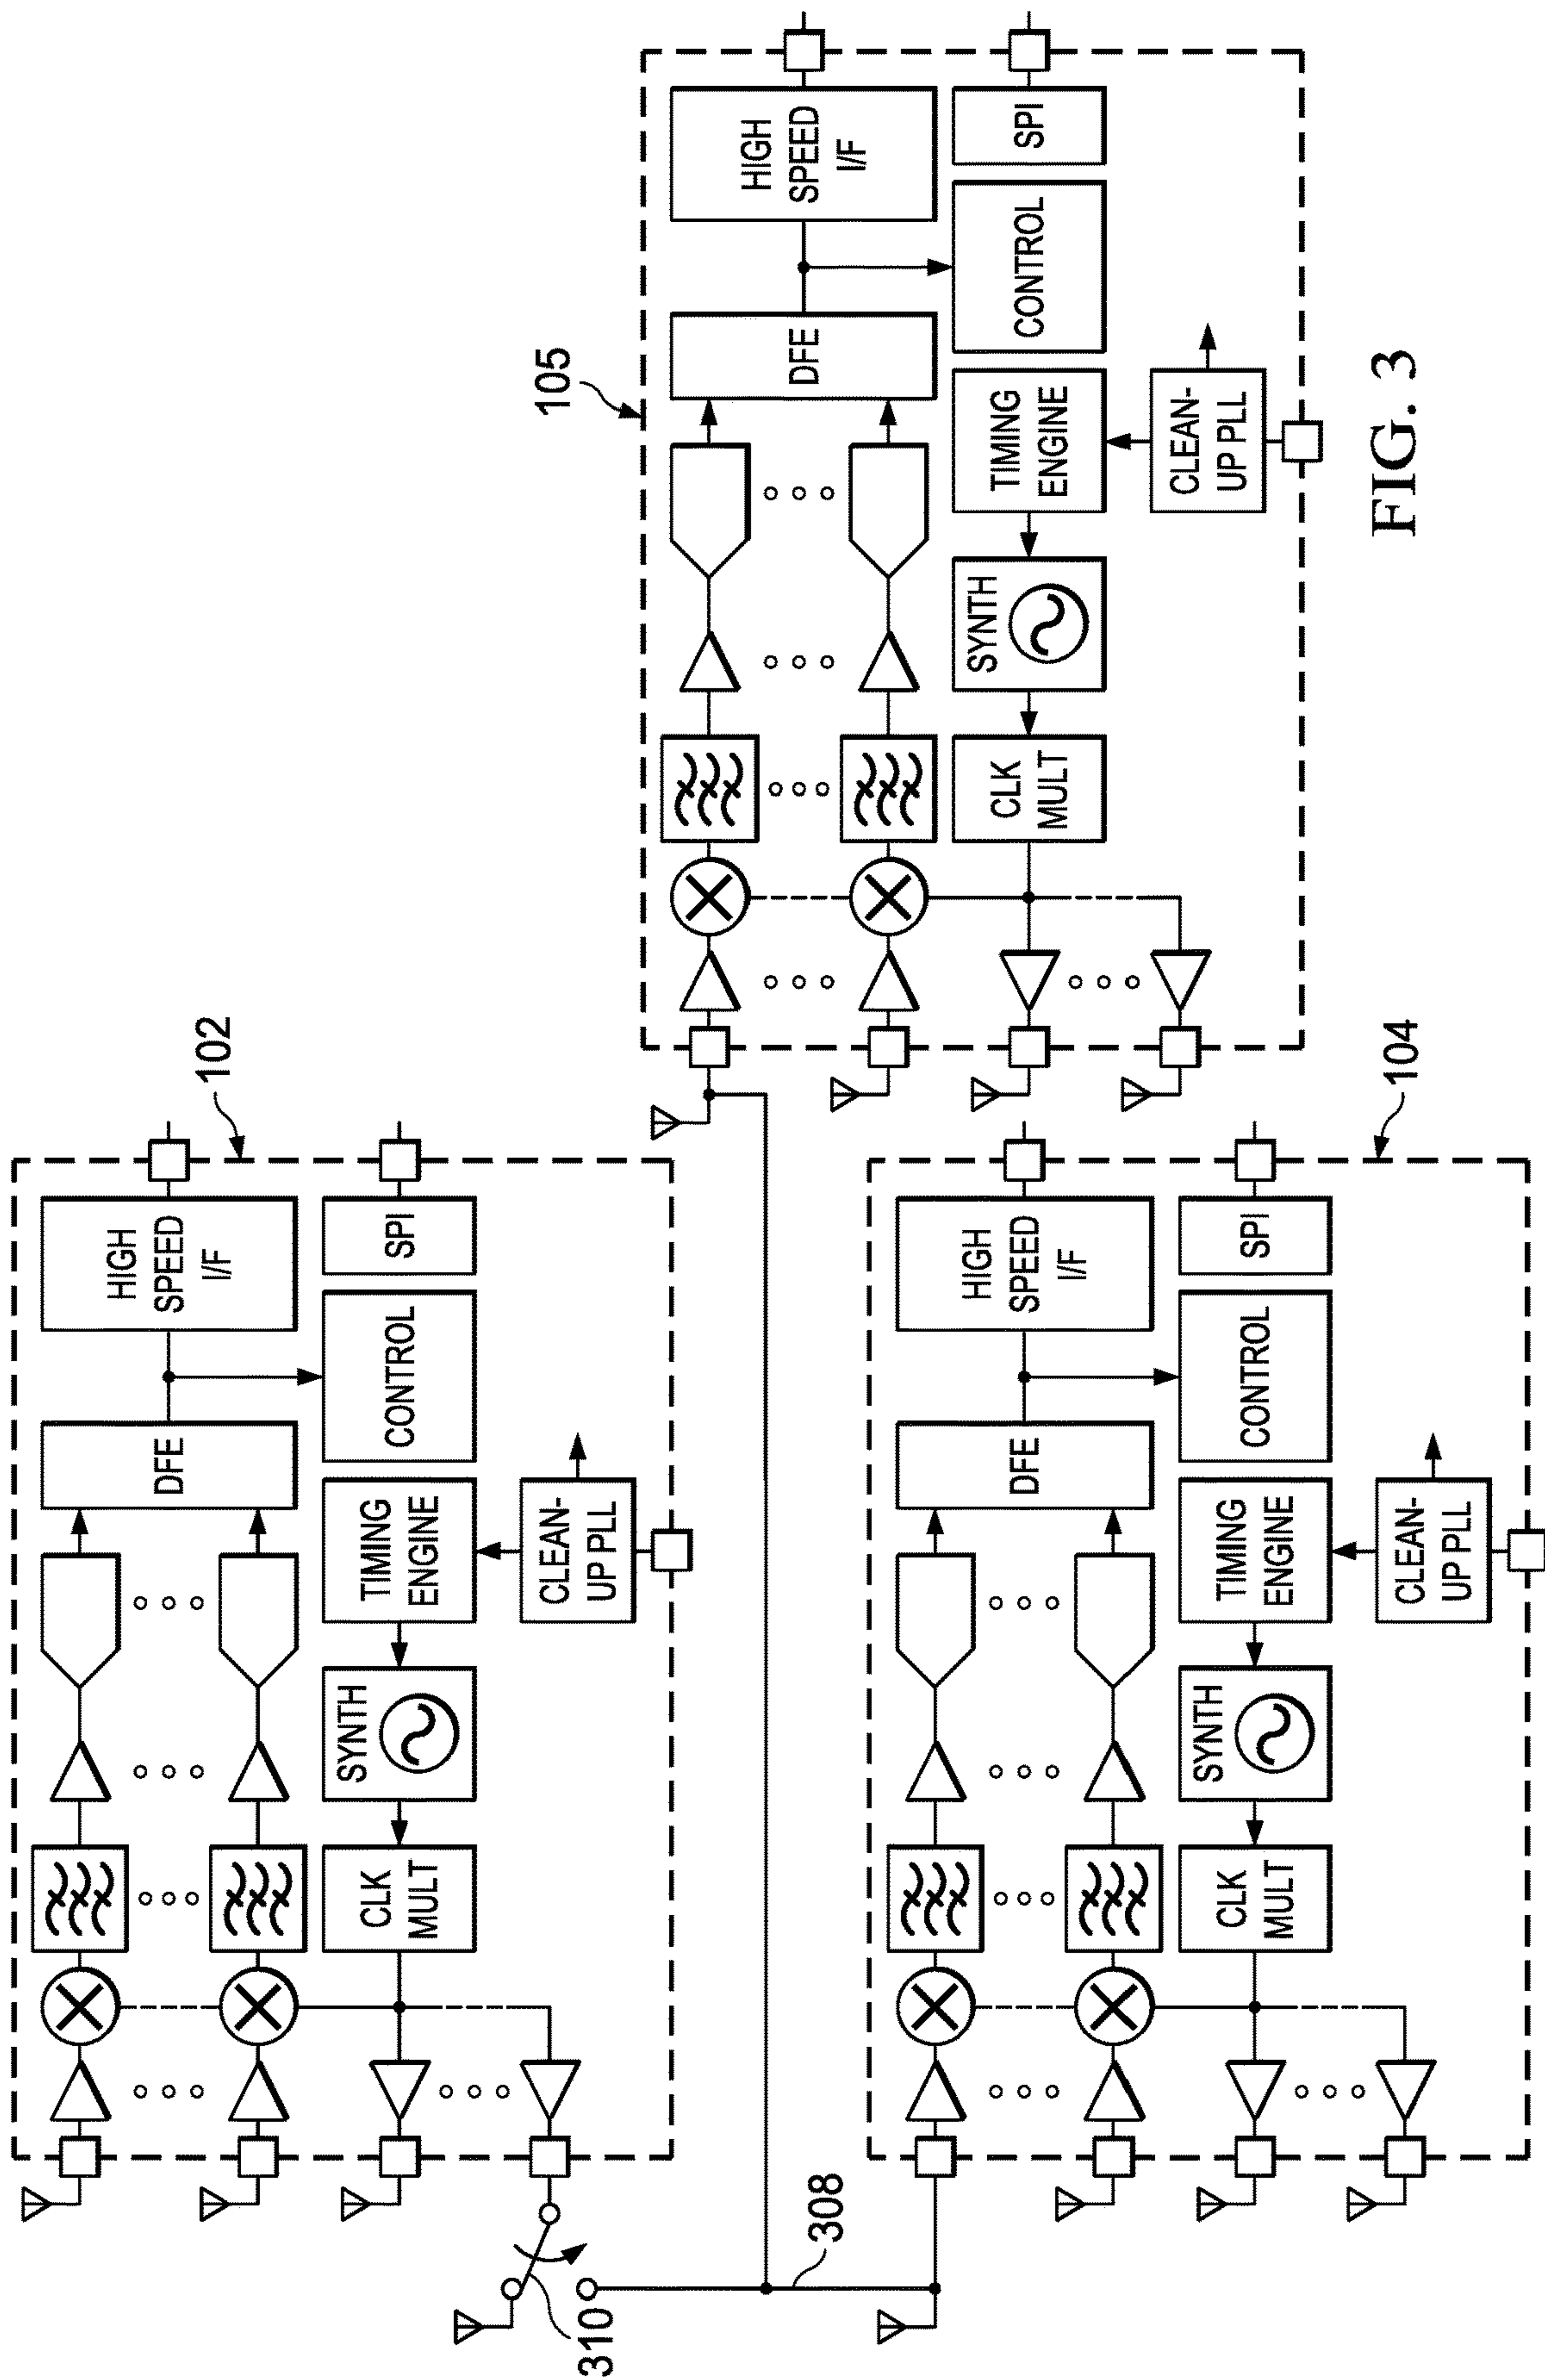 102
HIGH
SPEED
I/F
DFE
SPI
CONTROL
TIMING
ENGINE
SYNTH
CLK
MULT
CLEAN-
UP PLL
310
308
105
HIGH
SPEED
I/F
DFE
SPI
CONTROL
TIMING
ENGINE
SYNTH
CLK
MULT
CLEAN-
UP PLL
104
HIGH
SPEED
I/F
DFE
SPI
CONTROL
TIMING
ENGINE
SYNTH
CLK
MULT
CLEAN-
UP PLL
FIG. 3